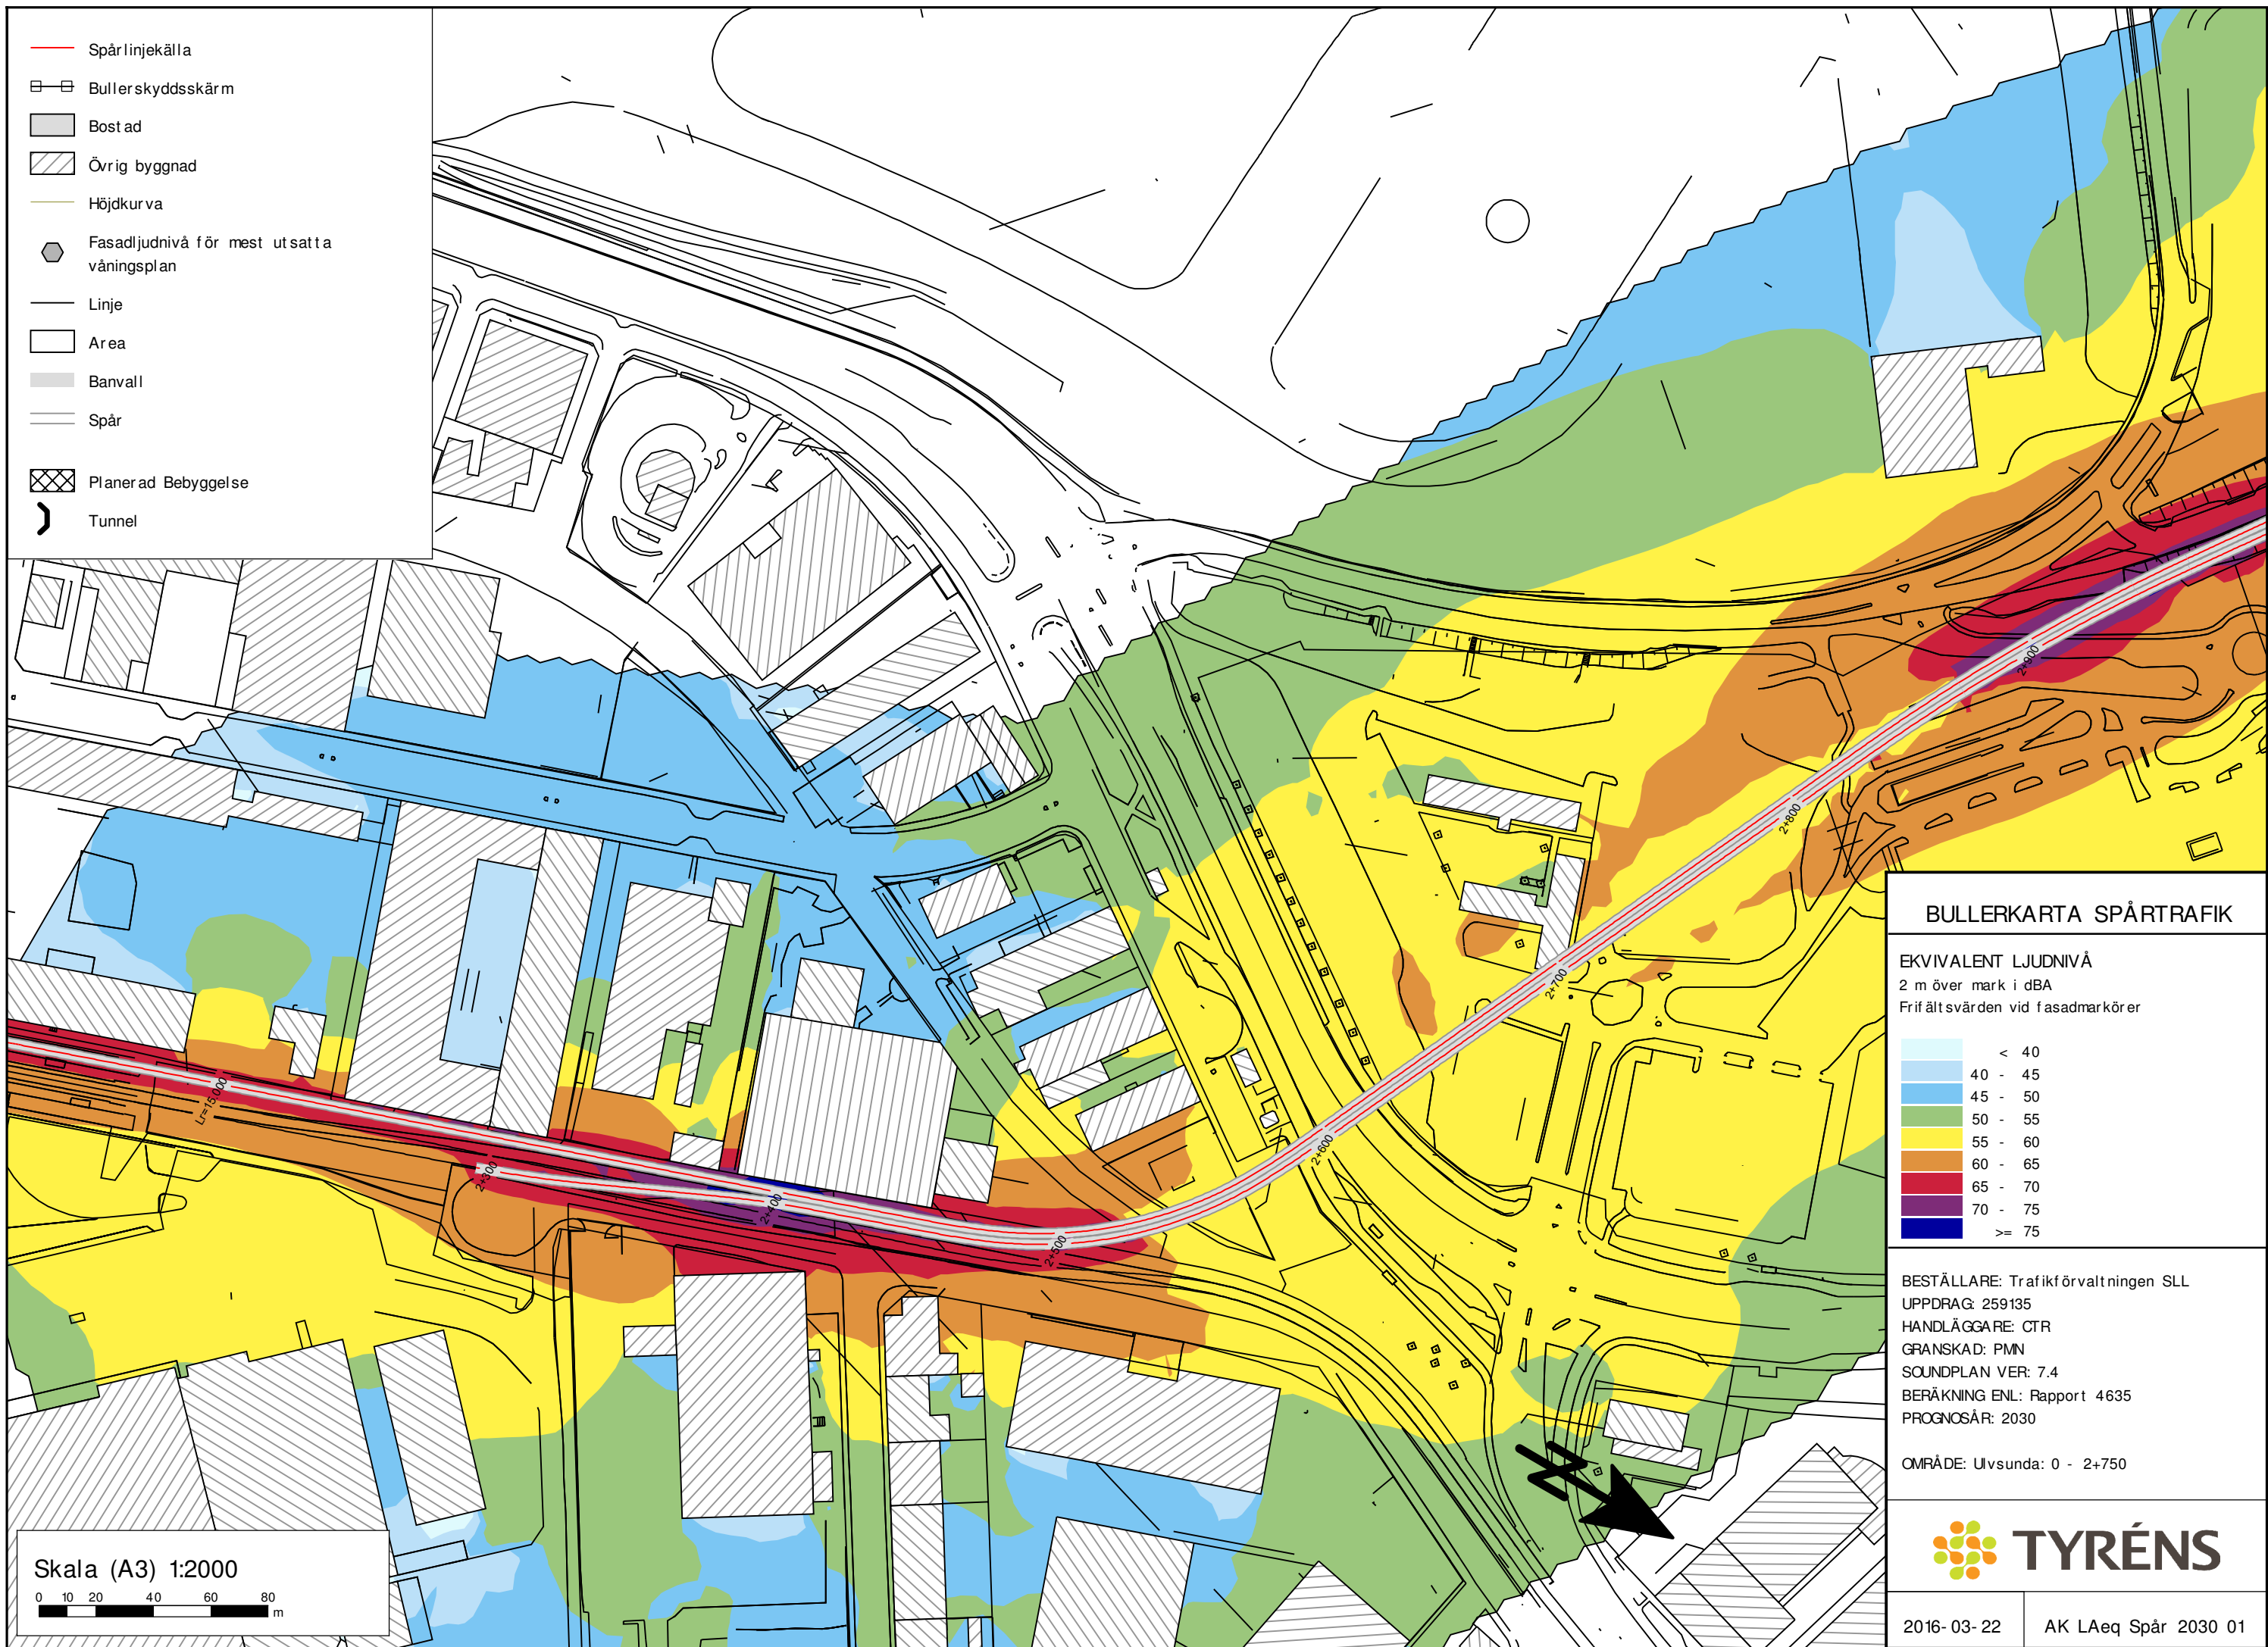 Spårlinjekälla
Bullerskyddsskärm
Bostad
Övrig byggnad
Höjdkurva
Fasadljudnivå för mest utsatta
våningsplan
Linje
Area
Banvall
Spår
Planerad Bebyggelse
Tunnel
2+900
2+800
2+700
2+600
2+500
2+400
2+300
Lr=15.000
Skala (A3) 1:2000
0 10 20 40 60 80
m
BULLERKARTA SPÅRTRAFIK
EKVIVALENT LJUDNIVÅ
2 m över mark i dBA
Frifältsvärden vid fasadmarkörer
< 40
40 - 45
45 - 50
50 - 55
55 - 60
60 - 65
65 - 70
70 - 75
>= 75
BESTÄLLARE: Trafikförvaltningen SLL
UPPDRAG: 259135
HANDLÄGGARE: CTR
GRANSKAD: PMN
SOUNDPLAN VER: 7.4
BERÄKNING ENL: Rapport 4635
PROGNOSÅR: 2030
OMRÅDE: Ulvsunda: 0 - 2+750
N
TYRÉNS
2016-03-22
AK LAeq Spår 2030 01